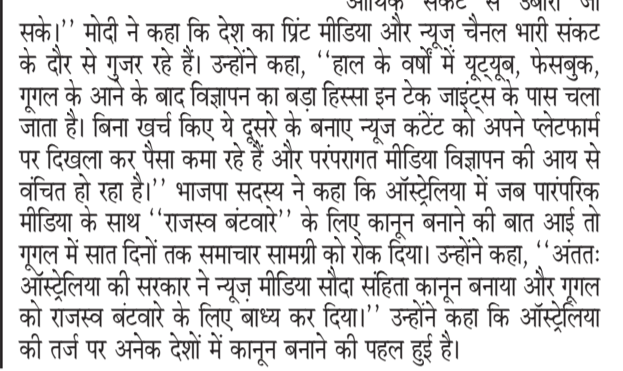 आर्थिक संकट से उबारा जा
सके।’’ मोदी ने कहा कि देश का प्रिंट मीडिया और न्यूज चैनल भारी संकट
के दौर से गुजर रहे हैं। उन्होंने कहा, ‘‘हाल के वर्षों में यूट्यूब, फेसबुक,
गूगल के आने के बाद विज्ञापन का बड़ा हिस्सा इन टेक जाइंट्स के पास चला
जाता है। बिना खर्च किए ये दूसरे के बनाए न्यूज कंटेंट को अपने प्लेटफार्म
पर दिखला कर पैसा कमा रहे हैं और परंपरागत मीडिया विज्ञापन की आय से
वंचित हो रहा है।’’ भाजपा सदस्य ने कहा कि ऑस्ट्रेलिया में जब पारंपरिक
मीडिया के साथ ‘‘राजस्व बंटवारे’’ के लिए कानून बनाने की बात आई तो
गूगल में सात दिनों तक समाचार सामग्री को रोक दिया। उन्होंने कहा, ‘‘अंततः
ऑस्ट्रेलिया की सरकार ने न्यूज़ मीडिया सौदा संहिता कानून बनाया और गूगल
को राजस्व बंटवारे के लिए बाध्य कर दिया।’’ उन्होंने कहा कि ऑस्ट्रेलिया
की तर्ज पर अनेक देशों में कानून बनाने की पहल हुई है।